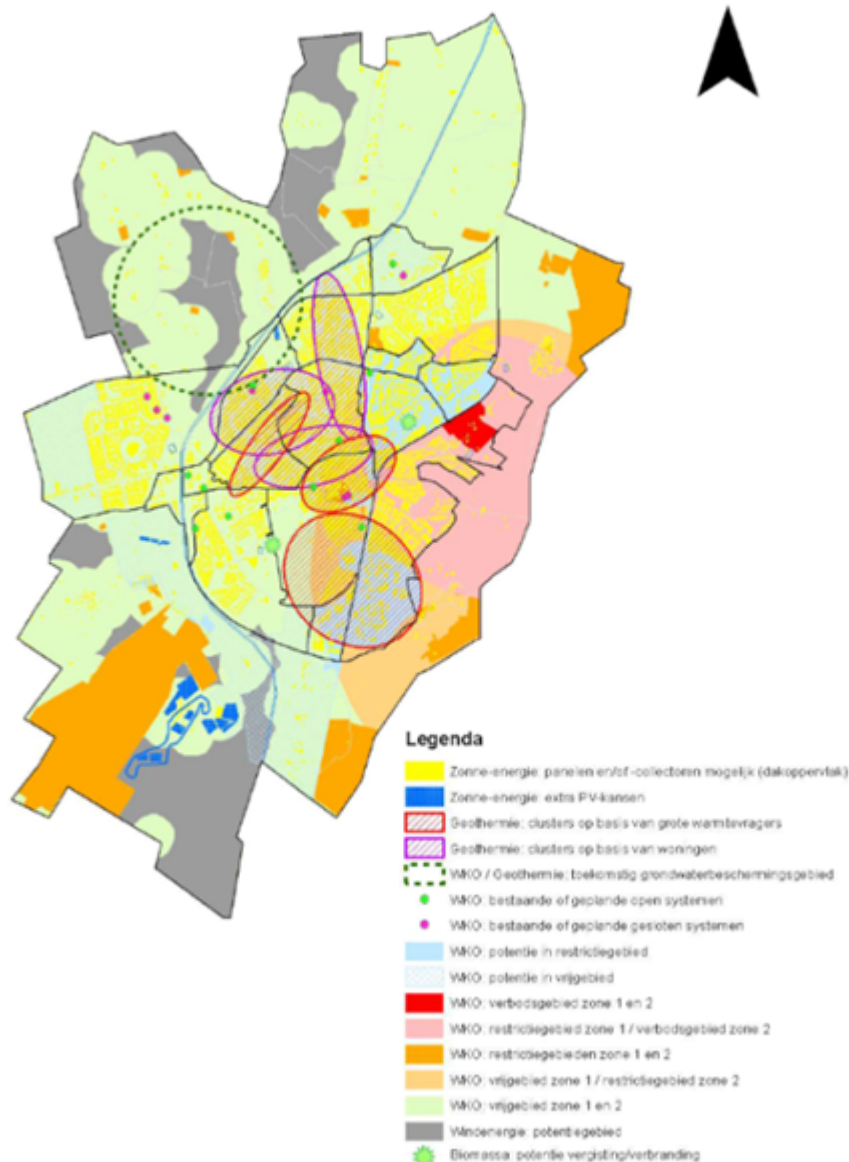 Legenda
Zonne-energie: panelen en/of -collectoren mogelijk (dakoppervlak)
Zonne-energie: extra PV-kansen
Geothermie: clusters op basis van grote warmtevragers
Geothermie: clusters op basis van woningen
WKO / Geothermie: toekomstig grondwaterbeschermingsgebied
WKO: bestaande of geplande open systemen
WKO: bestaande of geplande gesloten systemen
WKO: potentie in restrictiegebied
WKO: potentie in vrijgebied
WKO: verbodsgebied zone 1 en 2
WKO: restrictiegebied zone 1 / verbodsgebied zone 2
WKO: restrictiegebieden zone 1 en 2
WKO: vrijgebied zone 1 / restrictiegebied zone 2
WKO: vrijgebied zone 1 en 2
Windenergie: potentiegebied
Biomassa: potentie vergisting/verbranding